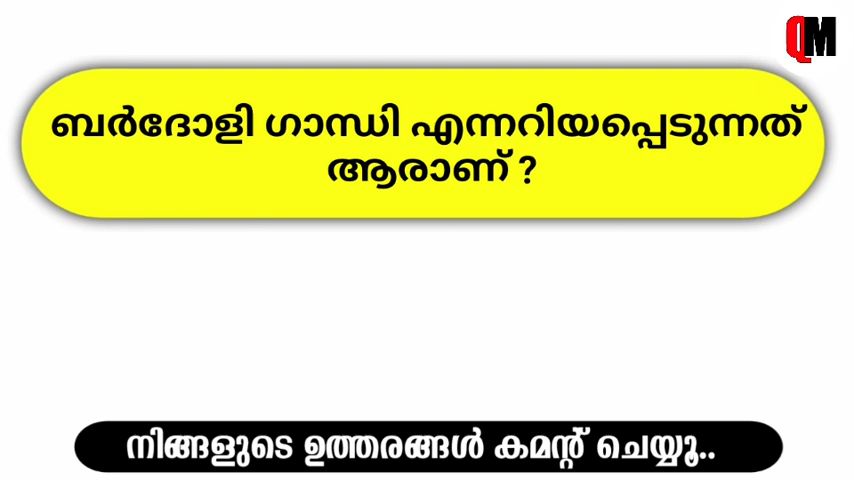 QM
ബർദോളി ഗാന്ധി എന്നറിയപ്പെടുന്നത്
ആരാണ് ?
നിങ്ങളുടെ ഉത്തരങ്ങൾ കമന്റ് ചെയ്യൂ..